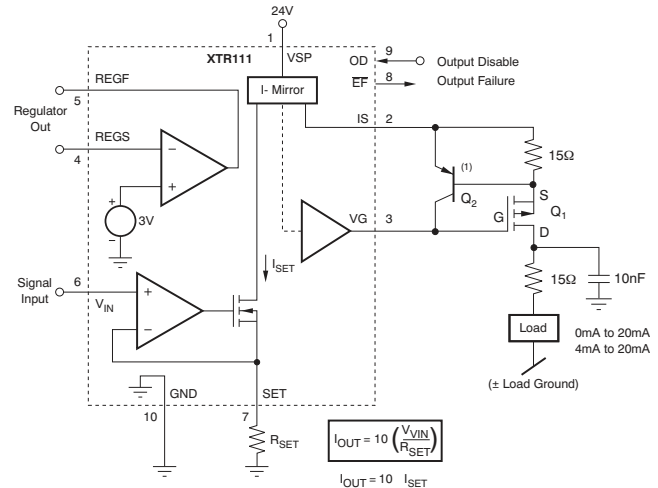 24V
1
VSP
XTR111
OD
9
Output Disable
EF
8
Output Failure
REGF
5
I- Mirror
Regulator
Out
IS
2
REGS
4
15Ω
(1)
Q2
S
Q1
G
D
3V
VG
3
ISET
Signal
Input
6
VIN
15Ω
10nF
Load
0mA to 20mA
4mA to 20mA
(± Load Ground)
GND
SET
10
7
RSET
IOUT = 10 (VVIN / RSET)
IOUT = 10 ISET
+
−
+
−
+
−